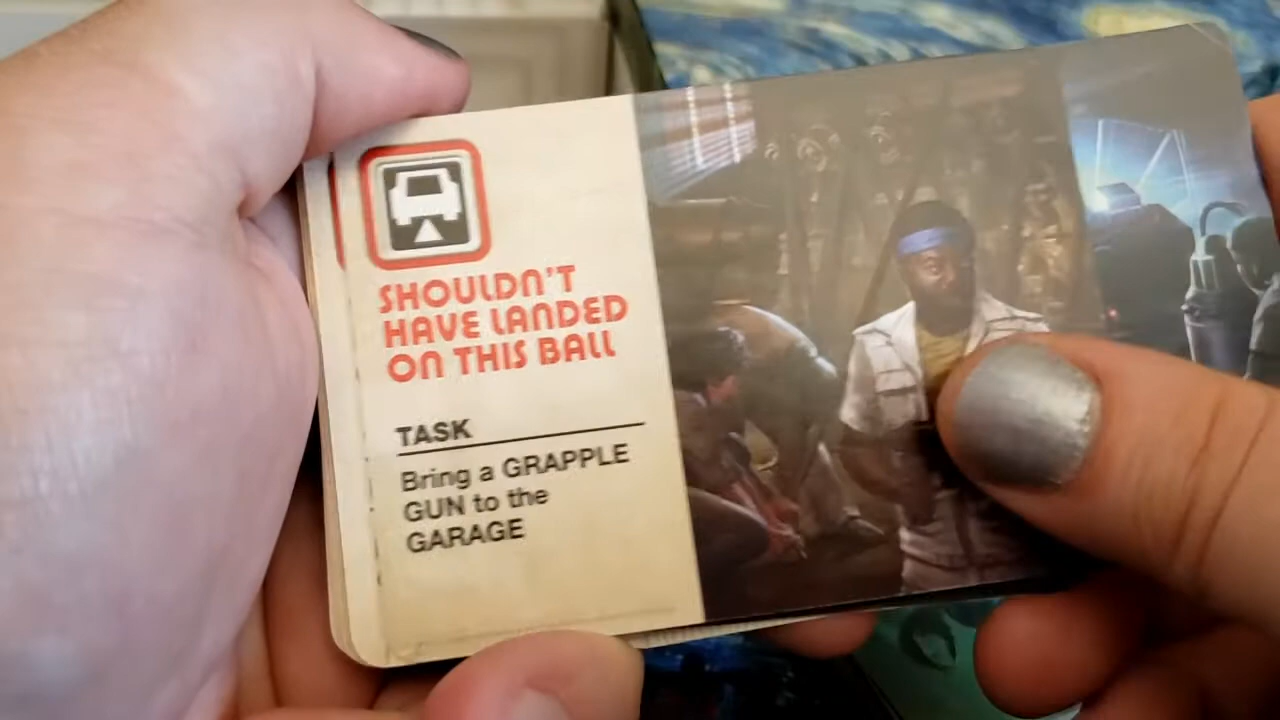 SHOULDN'T
HAVE LANDED
ON THIS BALL
TASK
Bring a GRAPPLE
GUN to the
GARAGE